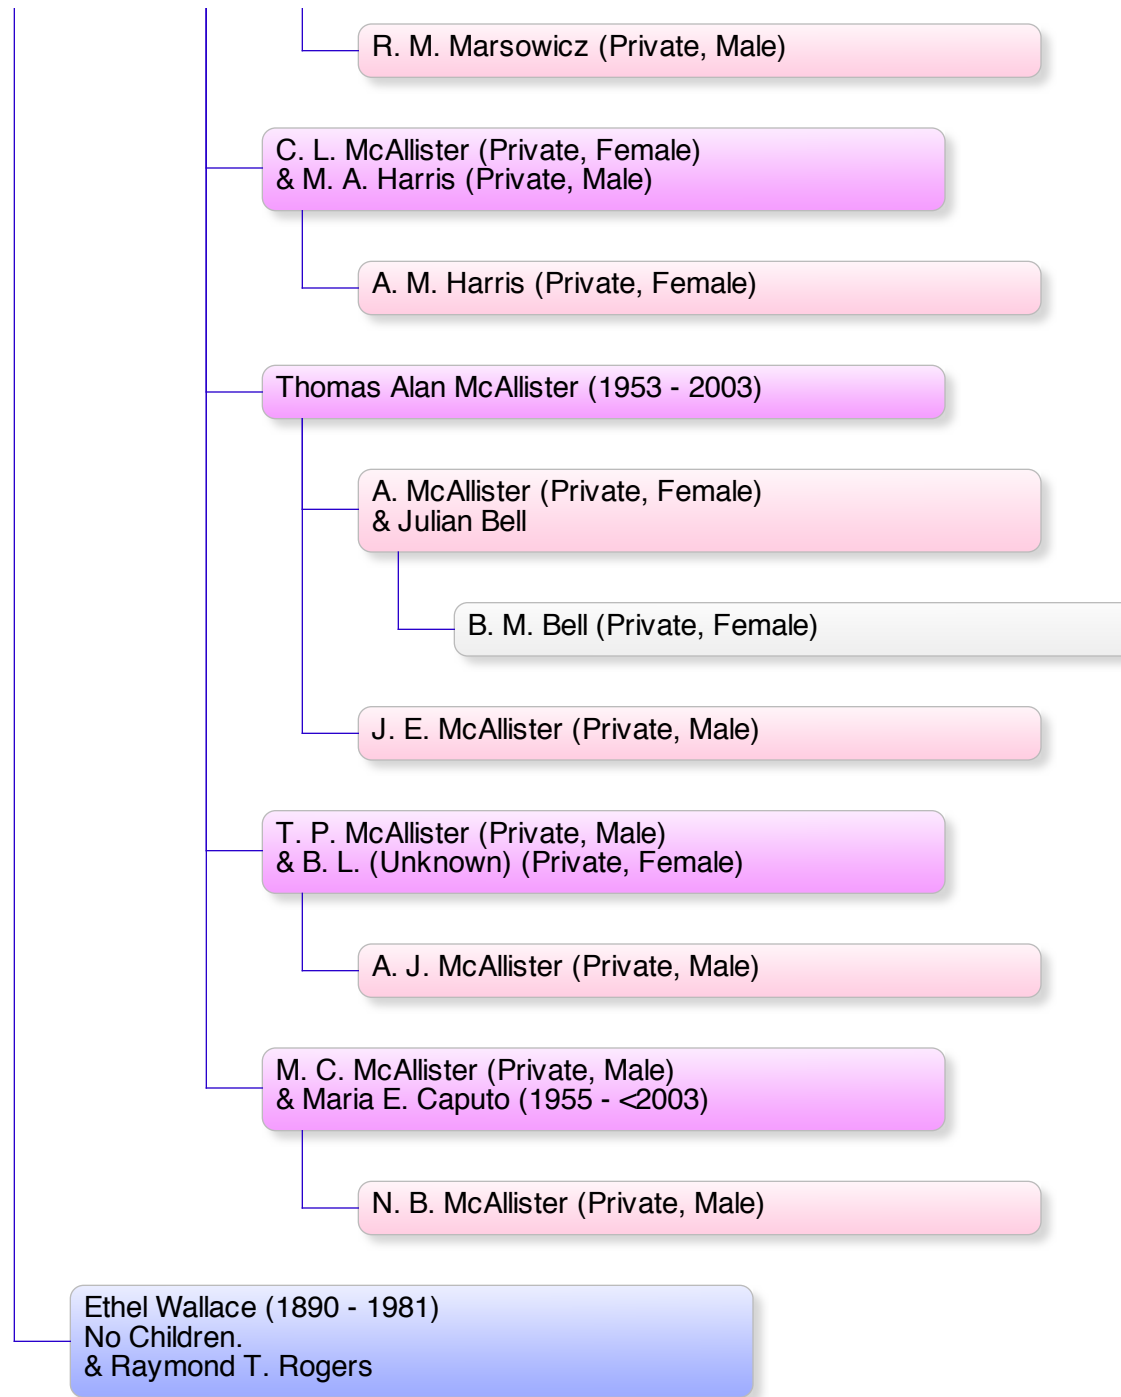 R. M. Marsowicz (Private, Male)
C. L. McAllister (Private, Female)
& M. A. Harris (Private, Male)
A. M. Harris (Private, Female)
Thomas Alan McAllister (1953 - 2003)
A. McAllister (Private, Female)
& Julian Bell
B. M. Bell (Private, Female)
J. E. McAllister (Private, Male)
T. P. McAllister (Private, Male)
& B. L. (Unknown) (Private, Female)
A. J. McAllister (Private, Male)
M. C. McAllister (Private, Male)
& Maria E. Caputo (1955 - <2003)
N. B. McAllister (Private, Male)
Ethel Wallace (1890 - 1981)
No Children.
& Raymond T. Rogers